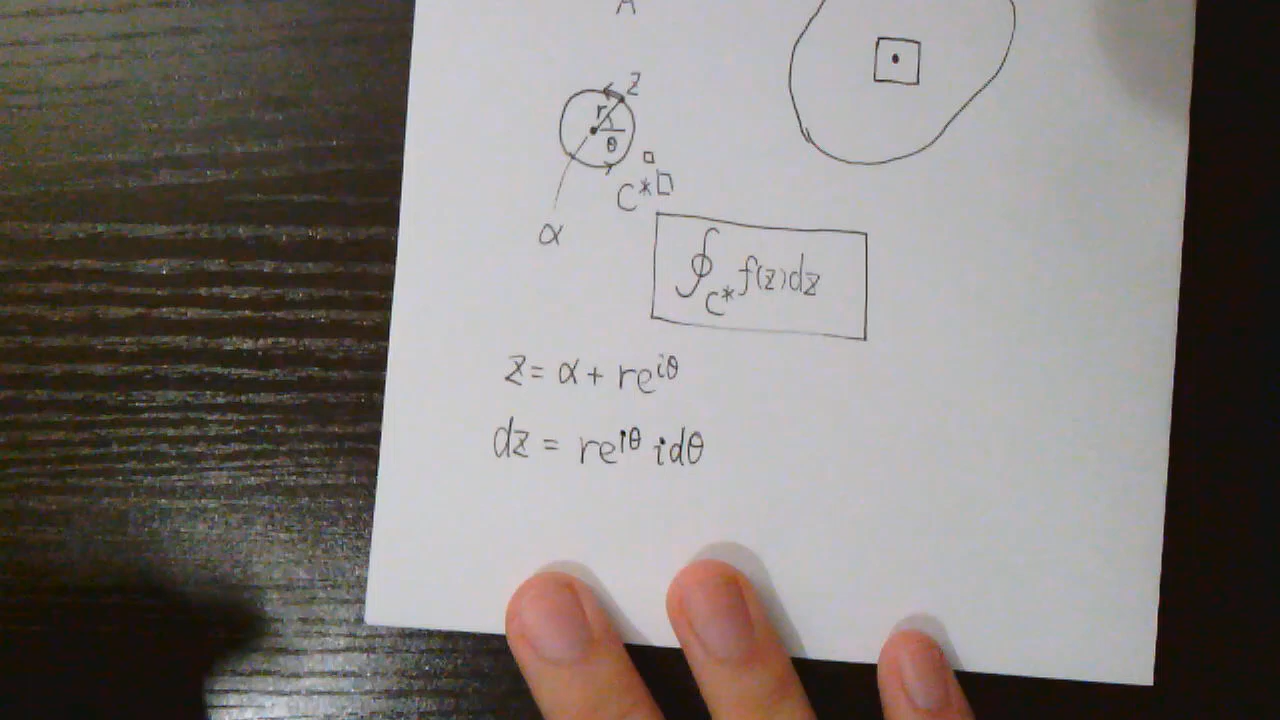 A
z
r
θ
C*
α
∮_{C*} f(z)dz
z = α + re^{iθ}
dz = re^{iθ} idθ